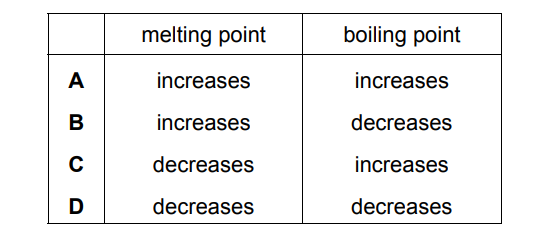 melting point boiling point
A increases increases
B increases decreases
C decreases increases
D decreases decreases